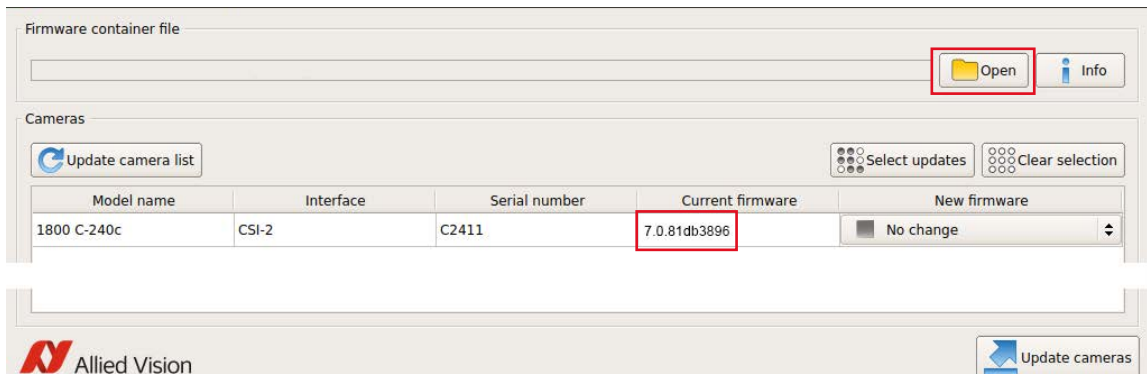 Firmware container file
Open
Info
Cameras
Update camera list
Select updates
Clear selection
Model name Interface Serial number Current firmware New firmware
1800 C-240c CSI-2 C2411 7.0.81db3896 No change
Allied Vision
Update cameras